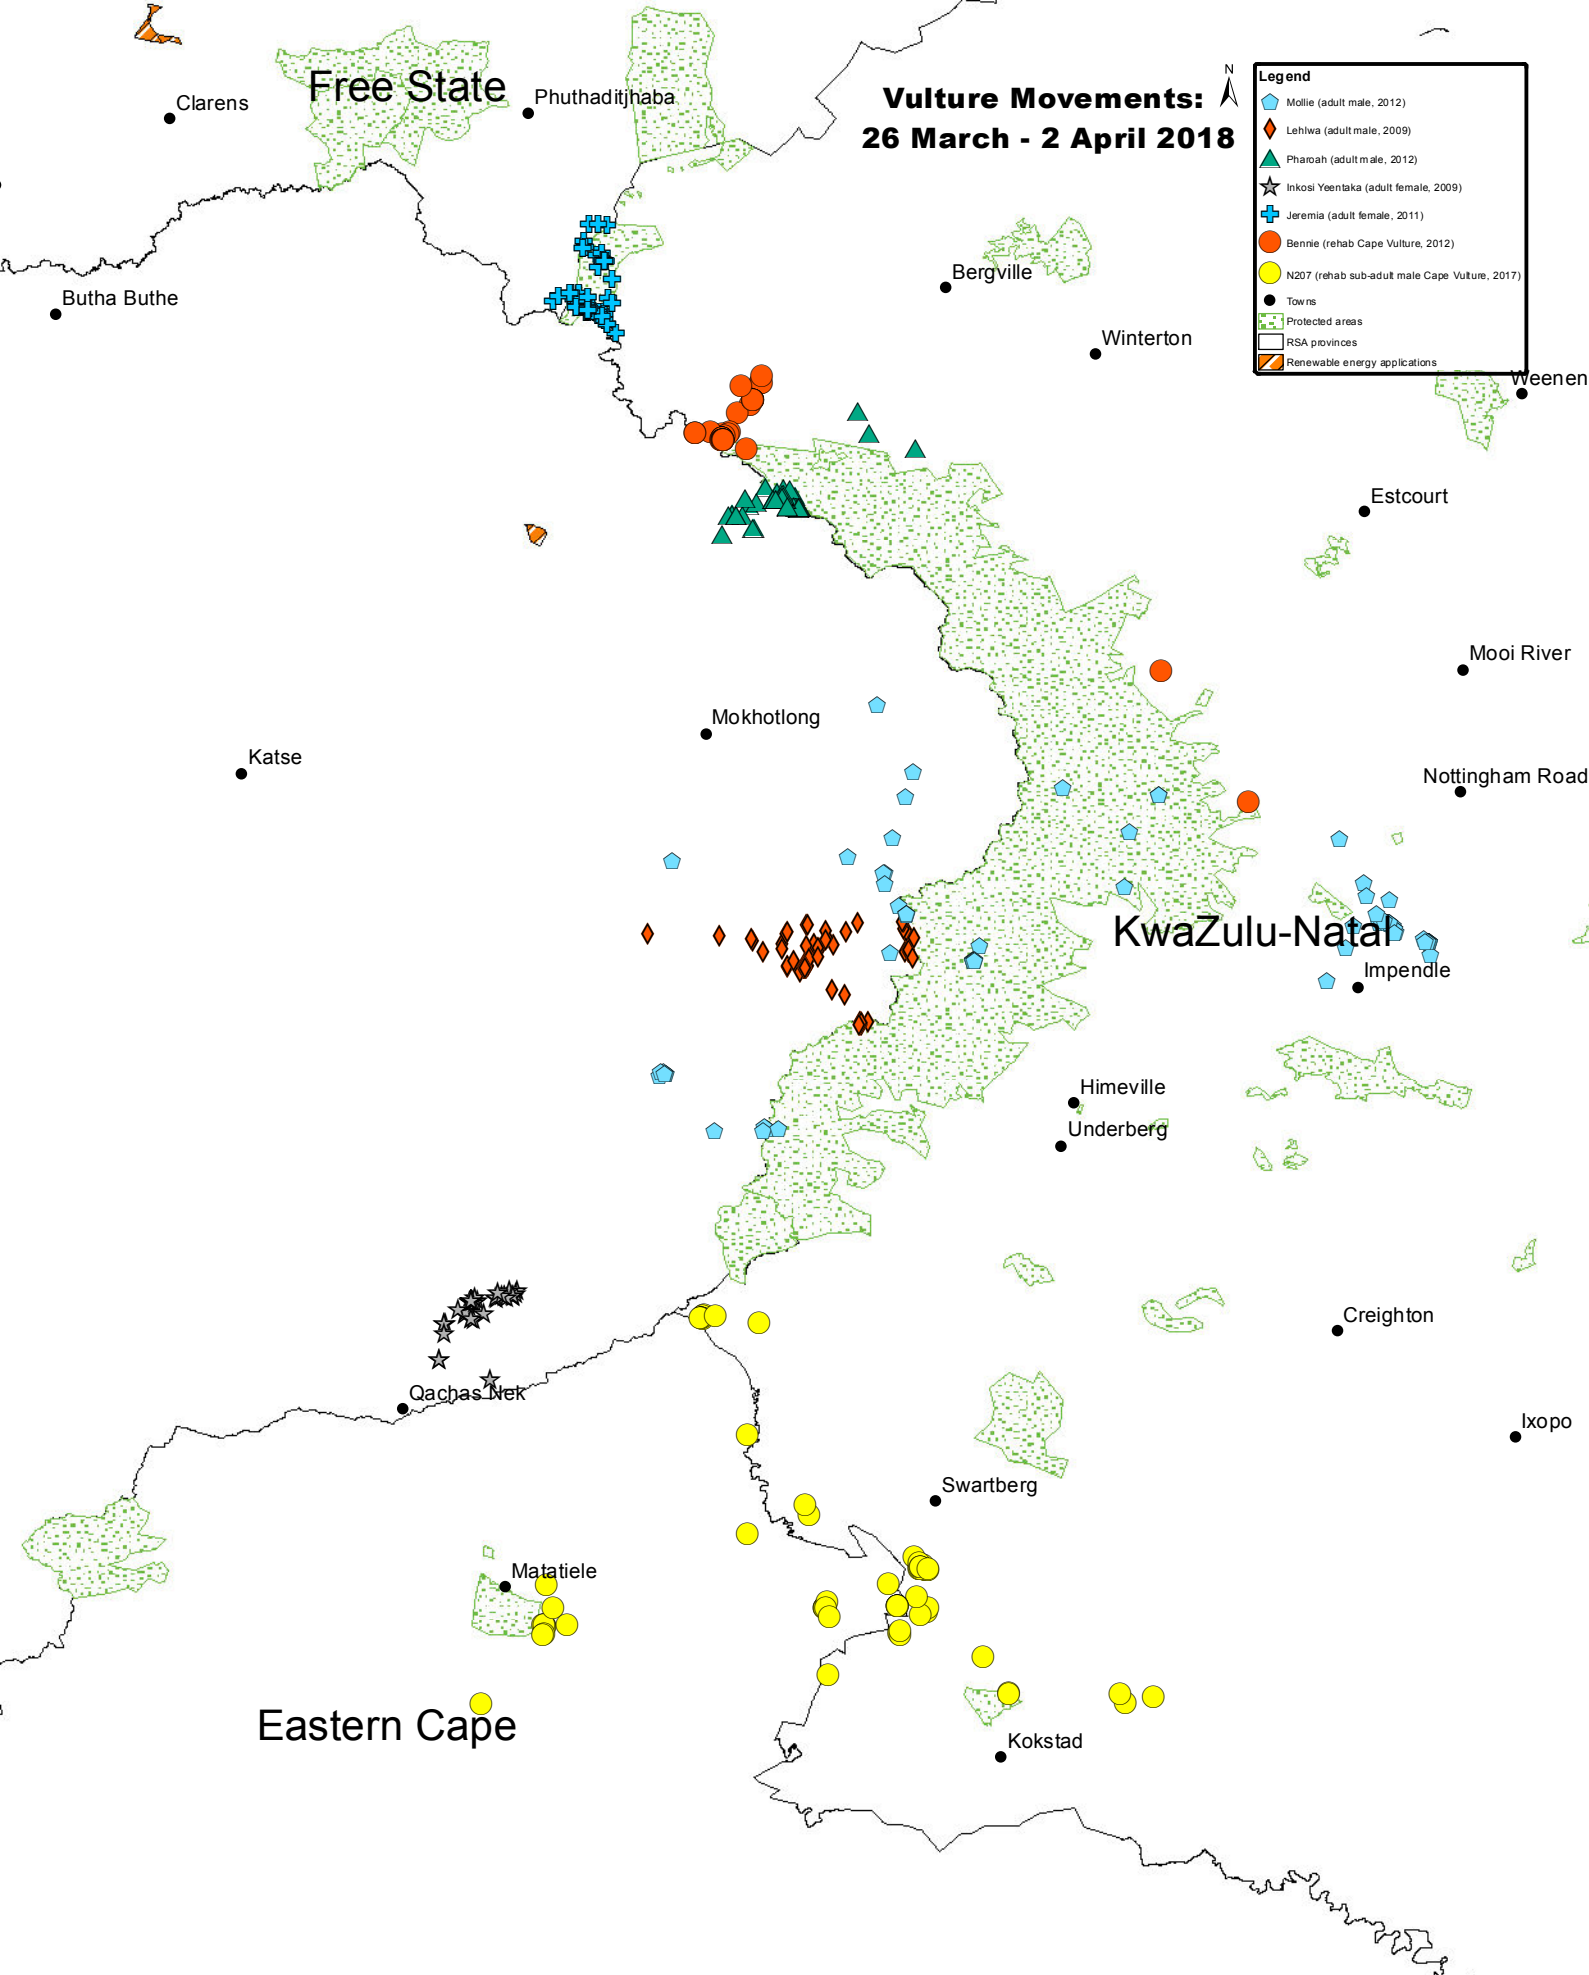 Free State
Clarens
Phuthaditjhaba
Vulture Movements:
26 March - 2 April 2018
N
Legend
Mollie (adult male, 2012)
Lehlwa (adult male, 2009)
Pharoah (adult male, 2012)
Inkosi Yeentaka (adult female, 2009)
Jeremia (adult female, 2011)
Bennie (rehab Cape Vulture, 2012)
N207 (rehab sub-adult male Cape Vulture, 2017)
Towns
Protected areas
RSA provinces
Renewable energy applications
Bergville
Butha Buthe
Winterton
Weenen
Estcourt
Mooi River
Mokhotlong
Katse
Nottingham Road
KwaZulu-Natal
Impendle
Himeville
Underberg
Creighton
Qachas Nek
Ixopo
Swartberg
Matatiele
Eastern Cape
Kokstad